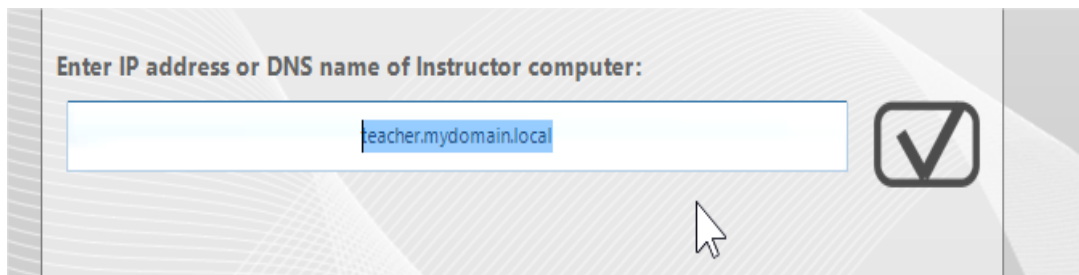 Enter IP address or DNS name of Instructor computer:
teacher.mydomain.local